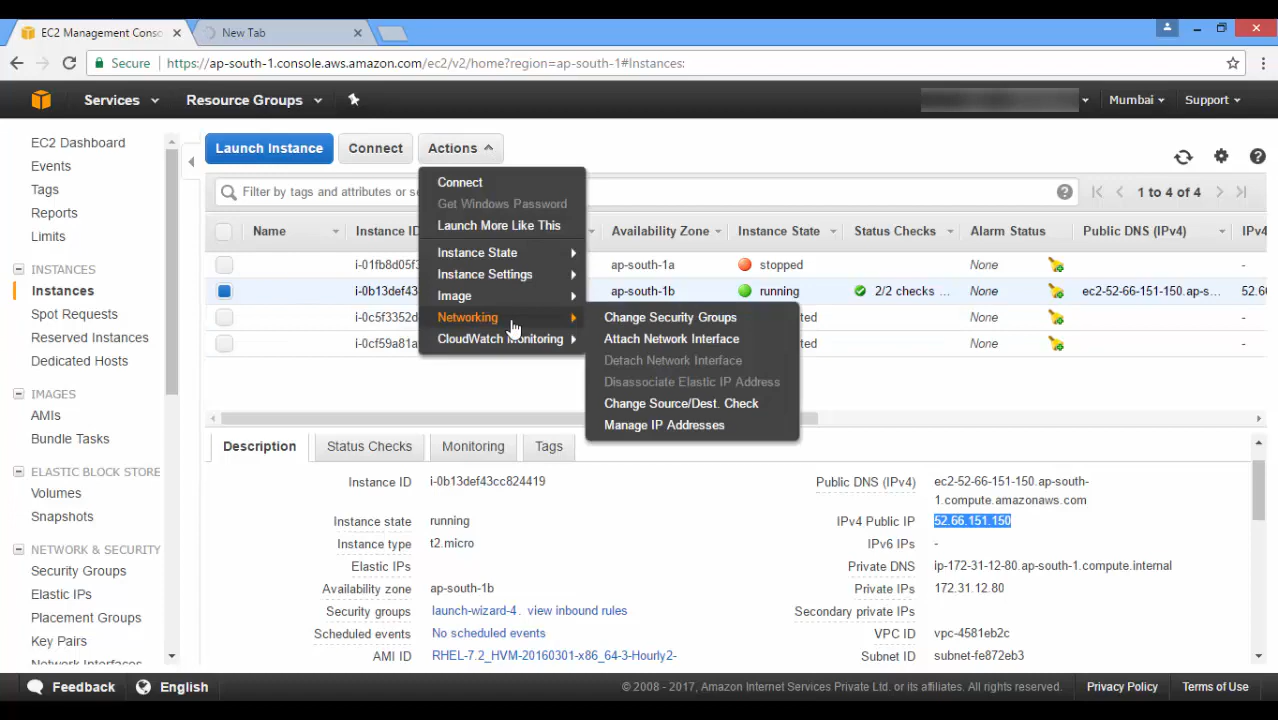 EC2 Management Conso
New Tab
Secure https://ap-south-1.console.aws.amazon.com/ec2/v2/home?region=ap-south-1#Instances:
Services Resource Groups Mumbai Support
EC2 Dashboard
Events
Tags
Reports
Limits
INSTANCES
Instances
Spot Requests
Reserved Instances
Dedicated Hosts
IMAGES
AMIs
Bundle Tasks
ELASTIC BLOCK STORE
Volumes
Snapshots
NETWORK & SECURITY
Security Groups
Elastic IPs
Placement Groups
Key Pairs
Network Interfaces
Launch Instance Connect Actions
Filter by tags and attributes or se
1 to 4 of 4
Connect
Get Windows Password
Launch More Like This
Instance State
Instance Settings
Image
Networking
CloudWatch Monitoring
Change Security Groups
Attach Network Interface
Detach Network Interface
Disassociate Elastic IP Address
Change Source/Dest. Check
Manage IP Addresses
Name Instance ID Availability Zone Instance State Status Checks Alarm Status Public DNS (IPv4) IPv4
i-01fb8d05f3 ap-south-1a stopped None -
i-0b13def43 ap-south-1b running 2/2 checks ... None ec2-52-66-151-150.ap-s... 52.66
i-0c5f3352d ted None -
i-0cf59a81a ted None -
Description Status Checks Monitoring Tags
Instance ID i-0b13def43cc824419
Instance state running
Instance type t2.micro
Elastic IPs
Availability zone ap-south-1b
Security groups launch-wizard-4. view inbound rules
Scheduled events No scheduled events
AMI ID RHEL-7.2_HVM-20160301-x86_64-3-Hourly2-
Public DNS (IPv4) ec2-52-66-151-150.ap-south-
1.compute.amazonaws.com
IPv4 Public IP 52.66.151.150
IPv6 IPs -
Private DNS ip-172-31-12-80.ap-south-1.compute.internal
Private IPs 172.31.12.80
Secondary private IPs
VPC ID vpc-4581eb2c
Subnet ID subnet-fe872eb3
Feedback English © 2008 - 2017, Amazon Internet Services Private Ltd. or its affiliates. All rights reserved. Privacy Policy Terms of Use